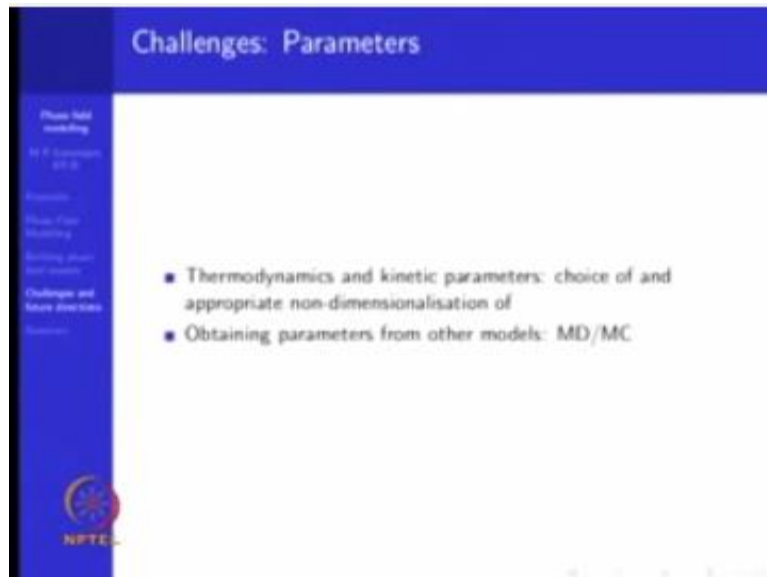 Challenges: Parameters
Phase field
modelling
Challenges and
future directions
Thermodynamics and kinetic parameters: choice of and
appropriate non-dimensionalisation of
Obtaining parameters from other models: MD/MC
NPTEL